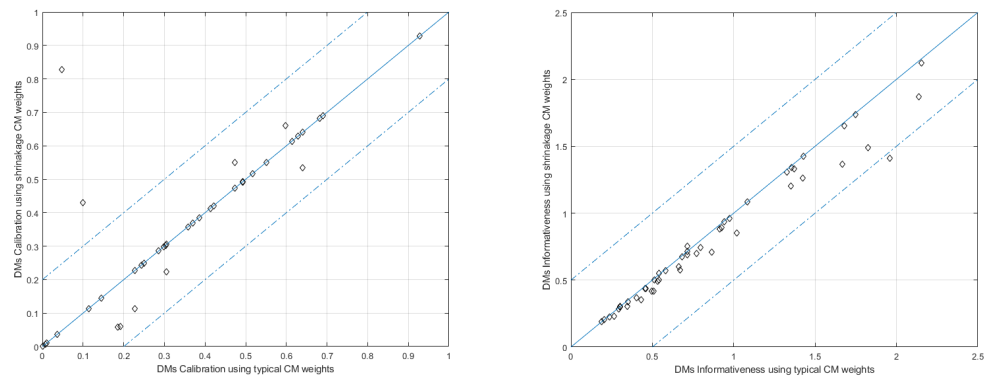 1
0.9
0.8
0.7
0.6
0.5
0.4
0.3
0.2
0.1
0
DMs Calibration using shrinakage CM weights
0 0.1 0.2 0.3 0.4 0.5 0.6 0.7 0.8 0.9 1
DMs Calibration using typical CM weights
2.5
2
1.5
1
0.5
0
DMs Informativeness using shrinakage CM weights
0 0.5 1 1.5 2 2.5
DMs Informativeness using typical CM weights